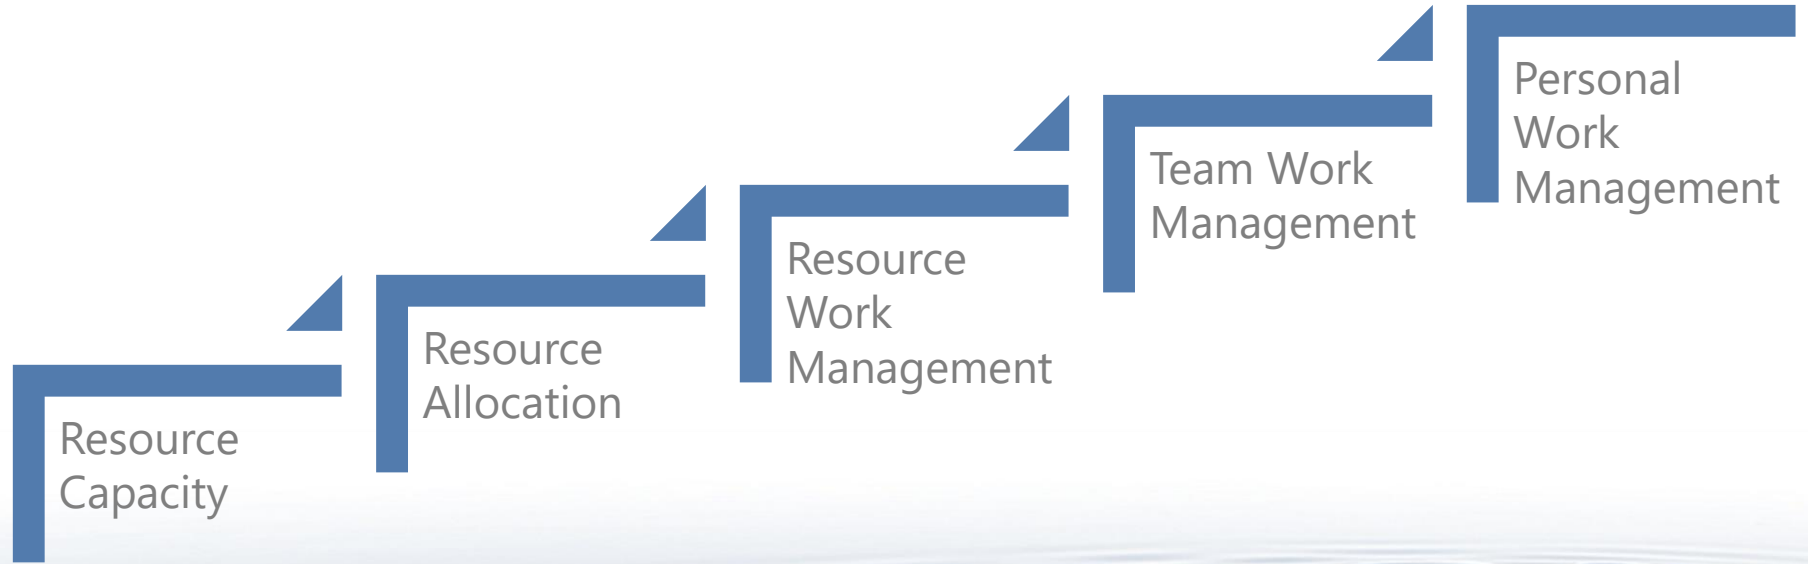 Resource
Capacity
Resource
Allocation
Resource
Work
Management
Team Work
Management
Personal
Work
Management